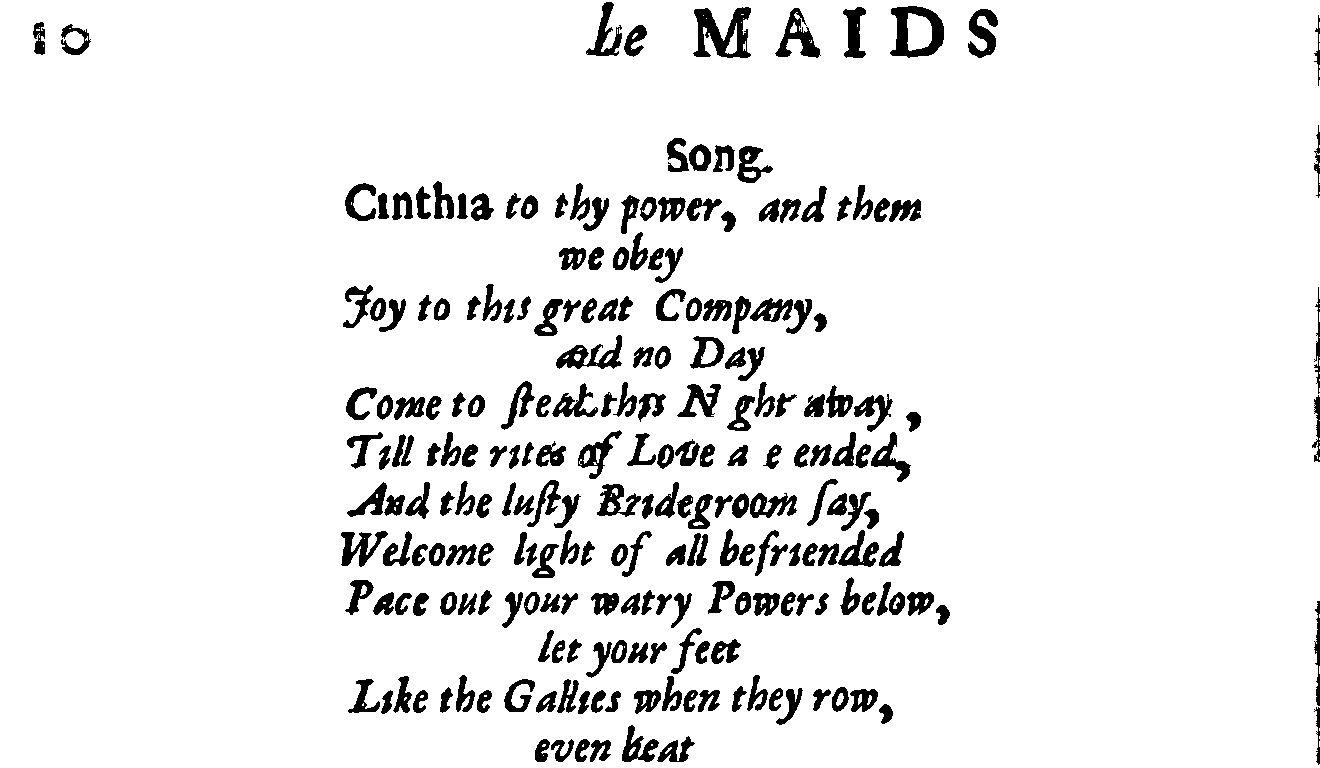 10 he MAIDS
Song.
Cinthia to thy power, and them
we obey
Joy to this great Company,
and no Day
Come to ſteal this N ght away,
Till the rites of Love a e ended,
And the luſty Bridegroom ſay,
Welcome light of all befriended
Pace out your watry Powers below,
let your feet
Like the Gallies when they row,
even beat